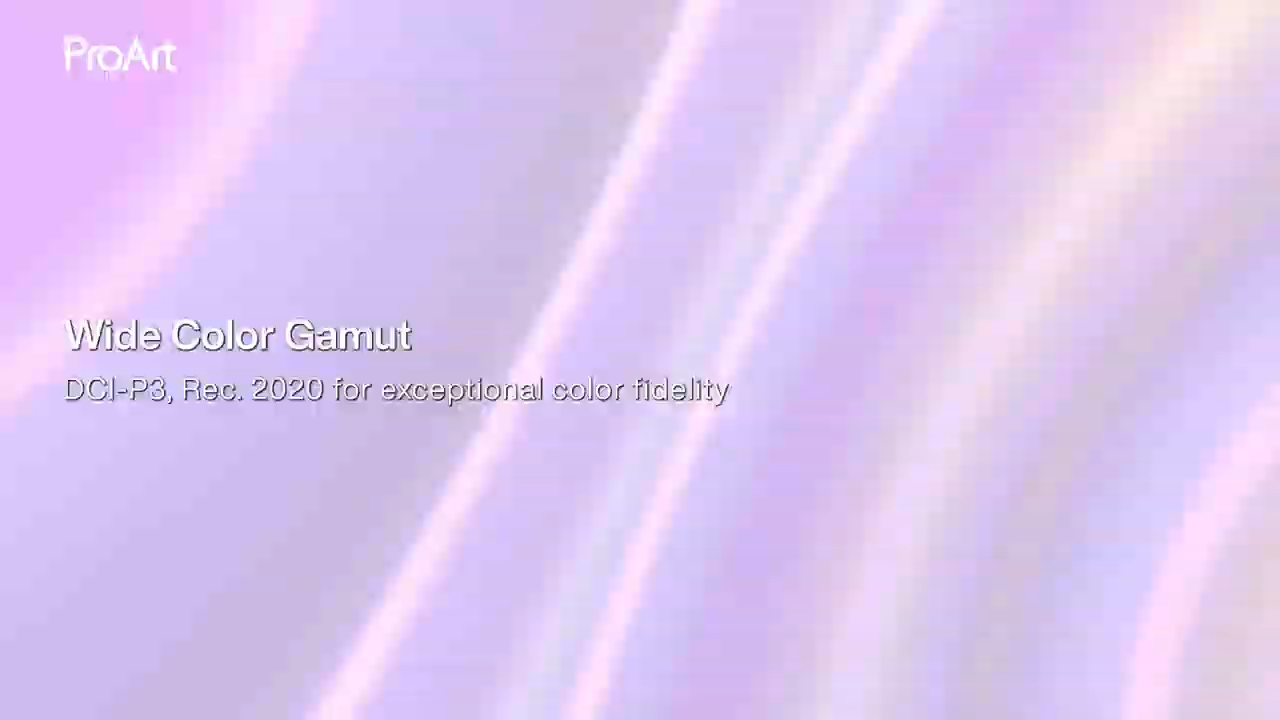 ProArt
Wide Color Gamut
DCI-P3, Rec. 2020 for exceptional color fidelity